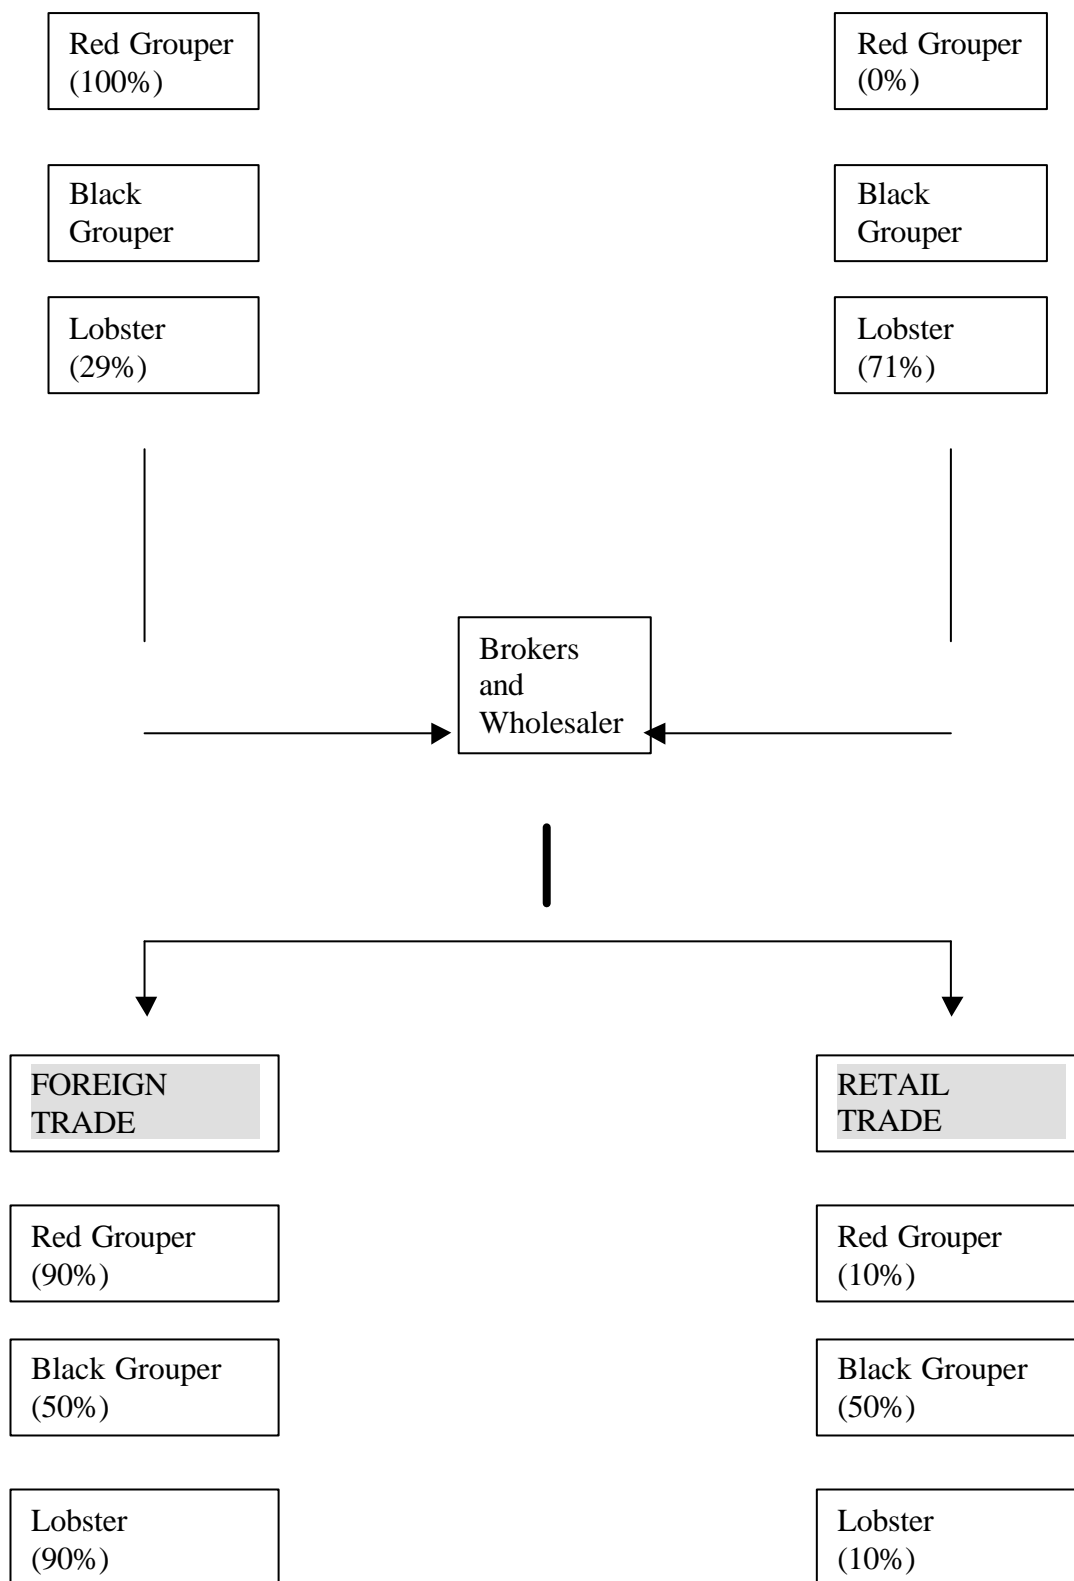 Red Grouper
(100%)
Red Grouper
(0%)
Black
Grouper
Black
Grouper
Lobster
(29%)
Lobster
(71%)
Brokers
and
Wholesaler
FOREIGN
TRADE
RETAIL
TRADE
Red Grouper
(90%)
Red Grouper
(10%)
Black Grouper
(50%)
Black Grouper
(50%)
Lobster
(90%)
Lobster
(10%)